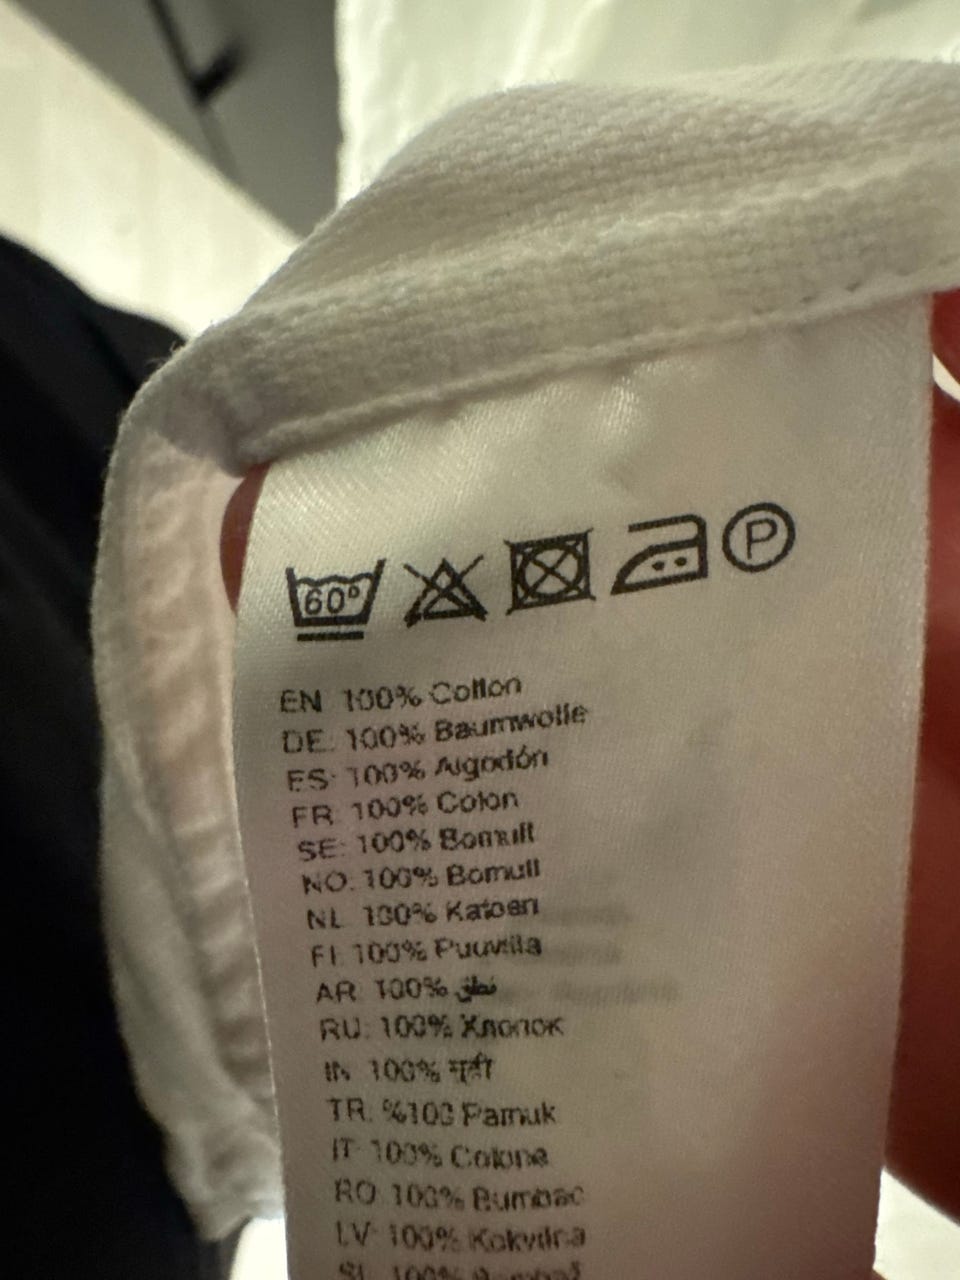 60°
P
EN 100% Cotton
DE: 100% Baumwolle
ES: 100% Algodón
FR: 100% Coton
SE: 100% Bomull
NO: 100% Bomull
NL 100% Katoen
FI: 100% Puuvilla
AR: 100% قطن
RU: 100% Хлопок
IN 100%
TR: %100 Pamuk
IT: 100% Cotone
RO 100% Bumbac
LV: 100% Kokvilna
100%